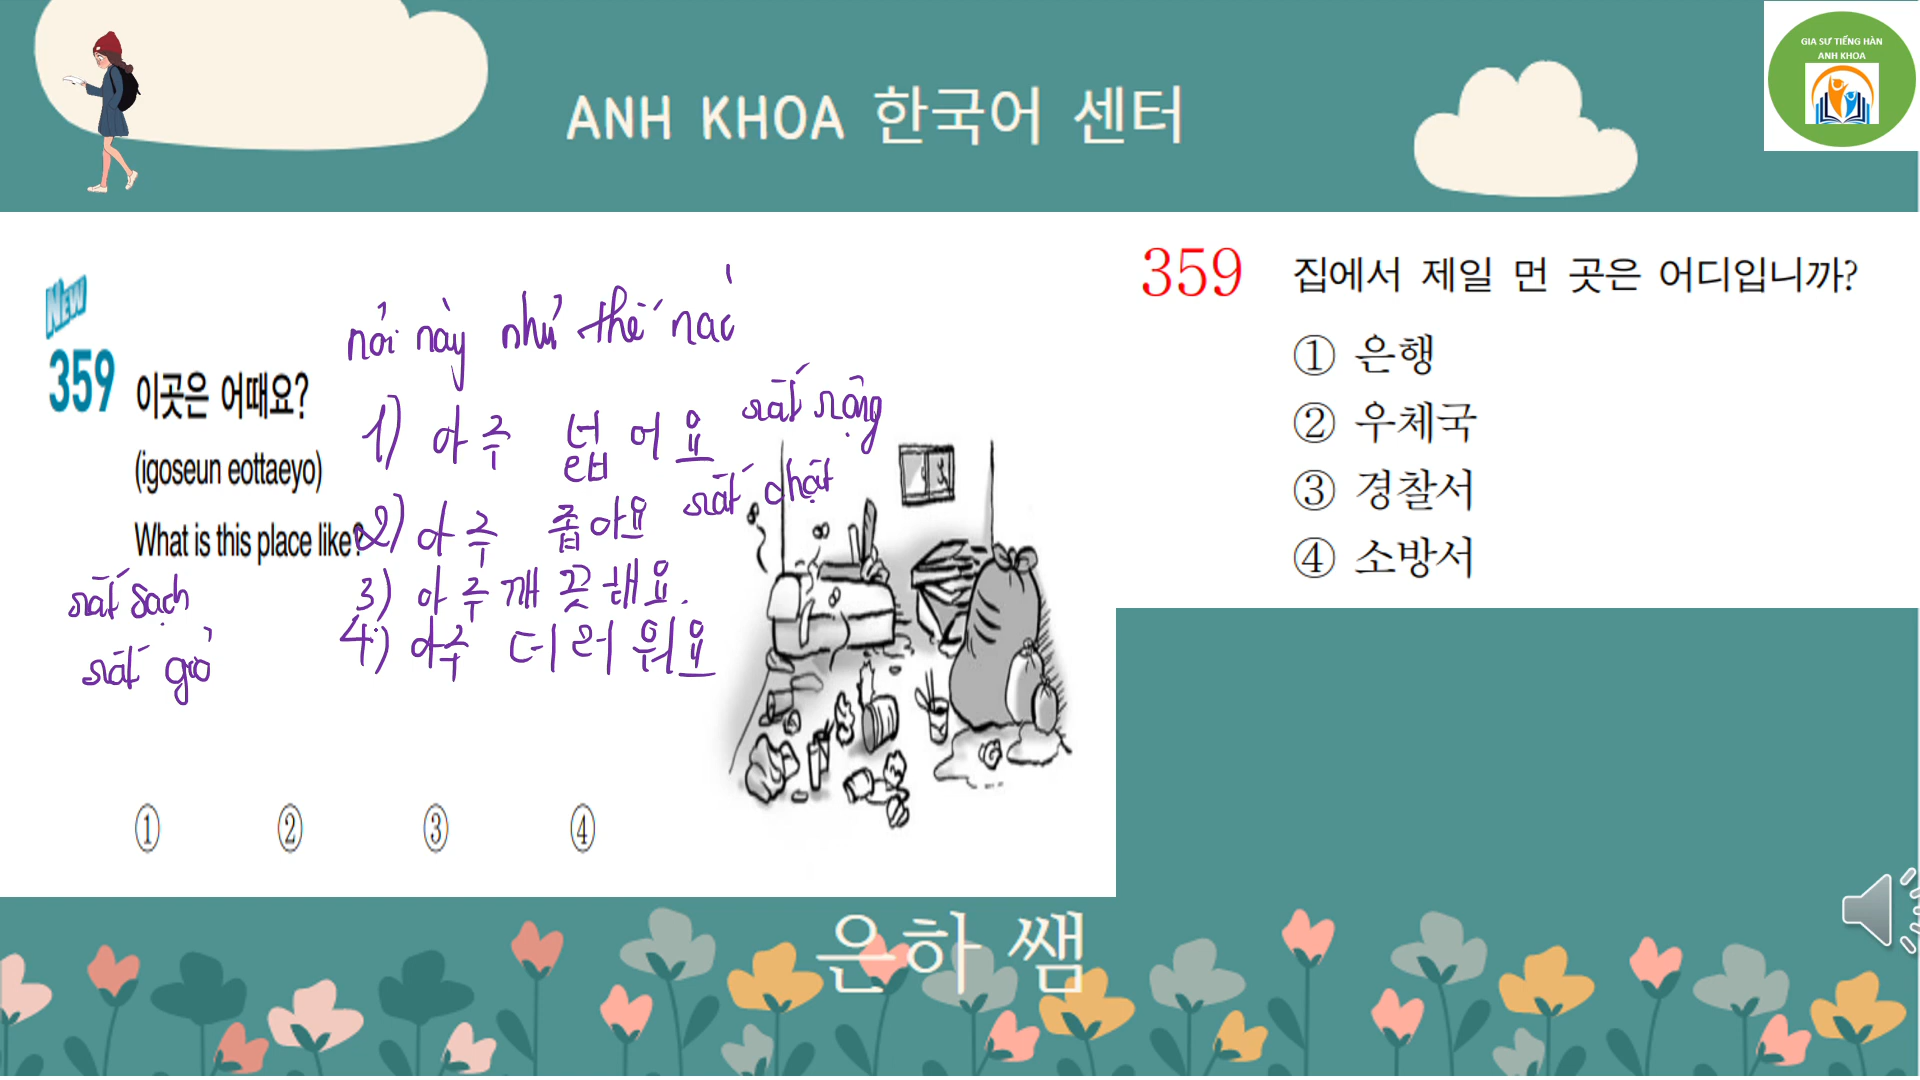 GIA SƯ TIẾNG HÀN
ANH KHOA
ANH KHOA 한국어 센터
NEW
359 이곳은 어때요?
(igoseun eottaeyo)
What is this place like?
nơi này như thế nào
1) 아주 넓어요 rất rộng
2) 아주 좁아요 rất chật
3) 아주 깨끗해요.
rất sạch
4) 아주 더러워요
rất
① ② ③ ④
359 집에서 제일 먼 곳은 어디입니까?
① 은행
② 우체국
③ 경찰서
④ 소방서
은하 쌤